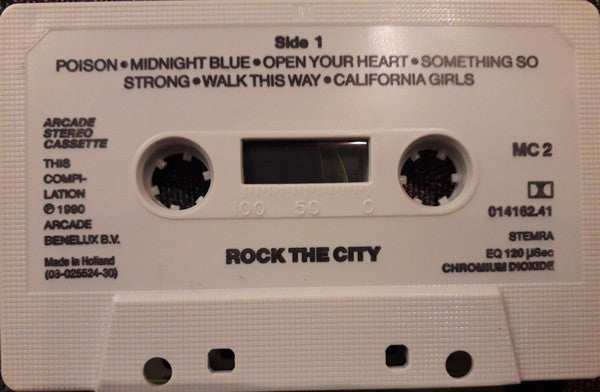 Side 1
POISON • MIDNIGHT BLUE • OPEN YOUR HEART • SOMETHING SO
STRONG • WALK THIS WAY • CALIFORNIA GIRLS
ARCADE
STEREO
CASSETTE
THIS
COMPI-
LATION
℗ 1990
ARCADE
BENELUX B.V.
Made in Holland
(03-025524-30)
100 50 0
MC 2
014162.41
STEMRA
EQ 120 µSec
CHROMIUM DIOXIDE
ROCK THE CITY